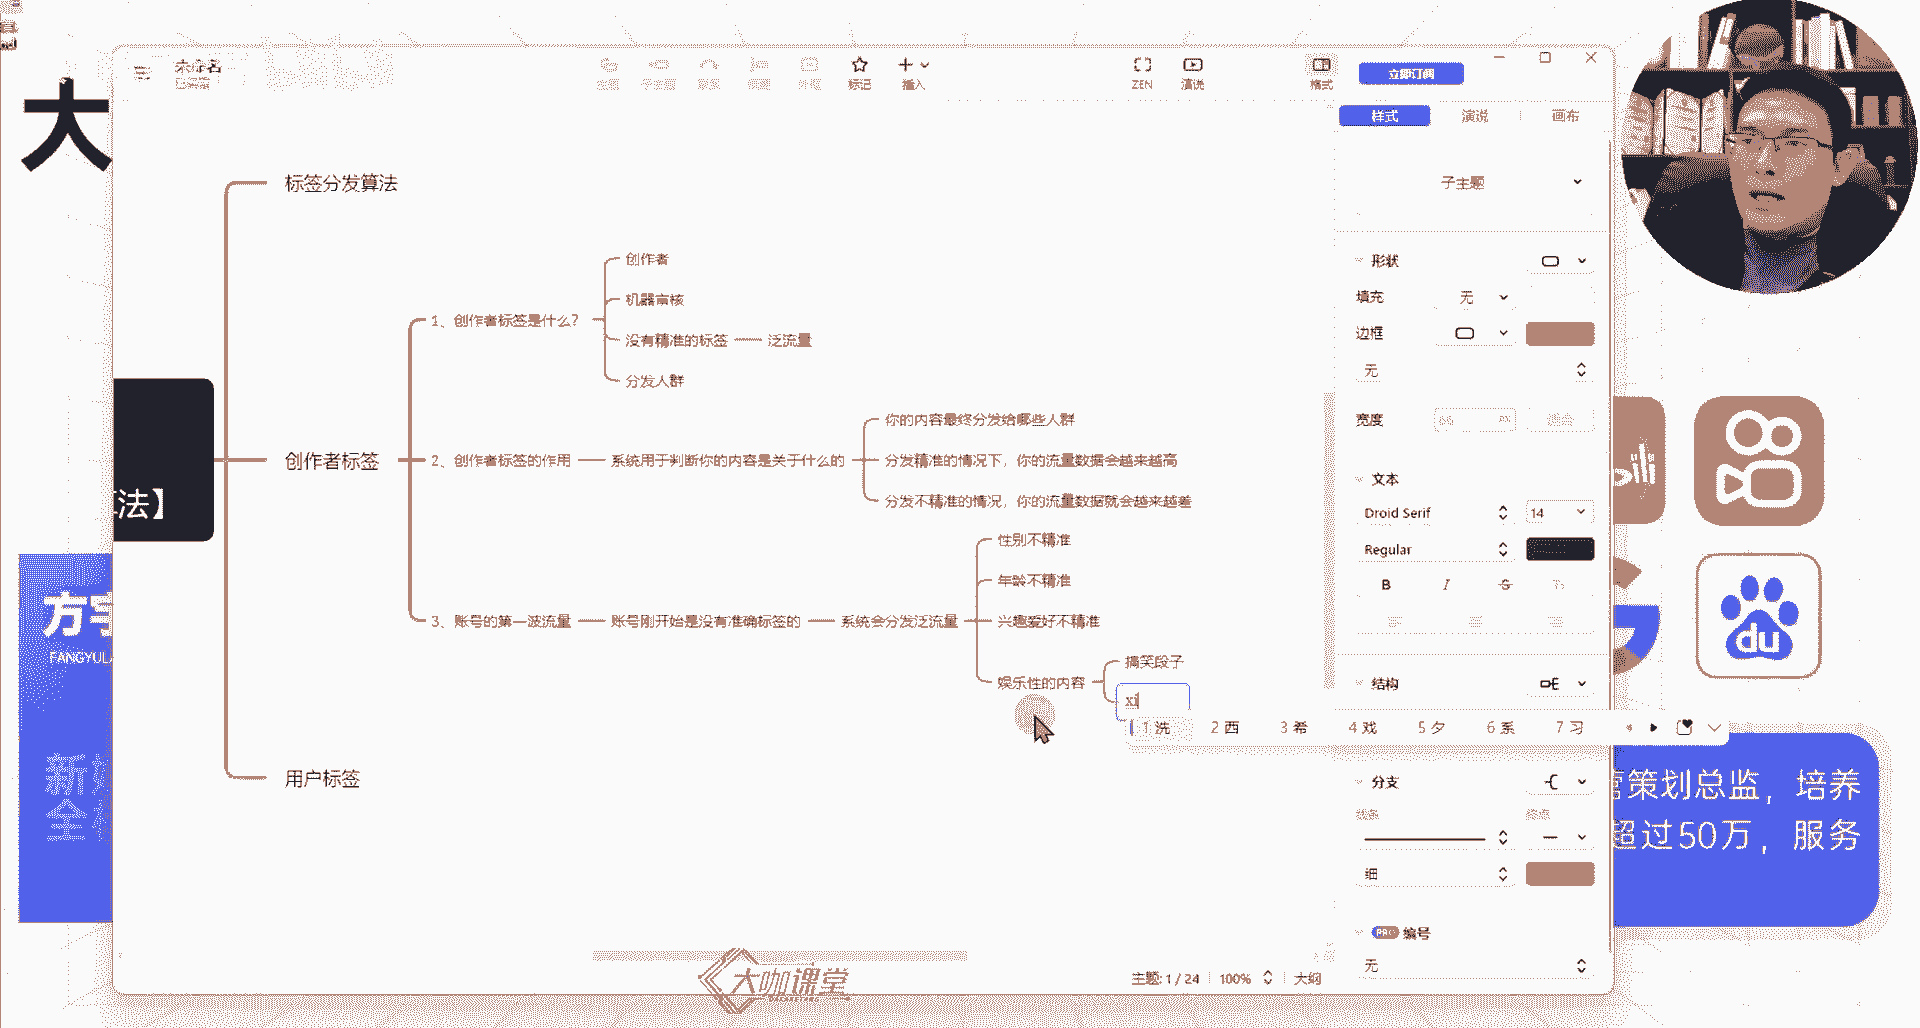 大
未命名
标记
插入
ZEN
演说
格式
立即订阅
样式
演说
画布
标签分发算法
子主题
创作者
形状
机器审核
填充
无
1、创作者标签是什么？
没有精准的标签
泛流量
边框
分发人群
无
你的内容最终分发给哪些人群
宽度
创作者标签
2、创作者标签的作用
系统用于判断你的内容是关于什么的
分发精准的情况下，你的流量数据会越来越高
文本
法】
分发不精准的情况，你的流量数据就会越来越差
Droid Serif
14
性别不精准
Regular
年龄不精准
B
I
S
3、账号的第一波流量
账号刚开始是没有准确标签的
系统会分发泛流量
兴趣爱好不精准
du
FANGYU
搞笑段子
娱乐性的内容
结构
xi
1 洗
2 西
3 希
4 戏
5 夕
6 系
7 习
用户标签
分支
策划总监，培养
超过50万，服务
新
全
细
PRO
编号
无
大咖课堂
主题: 1 / 24
100%
大纲